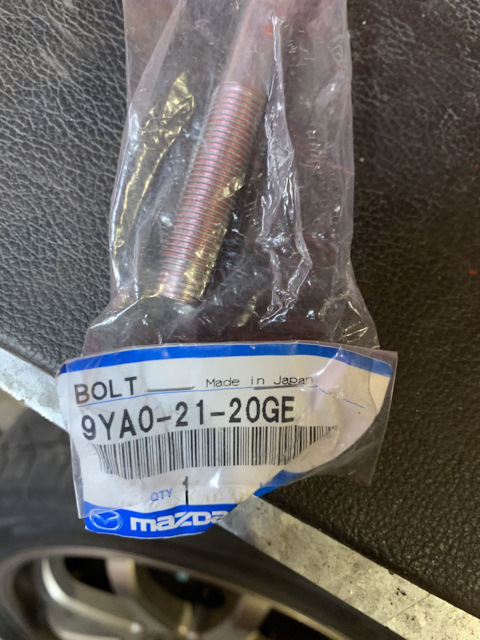 BOLT Made in Japan
9YA0-21-20GE
QTY 1
mazda